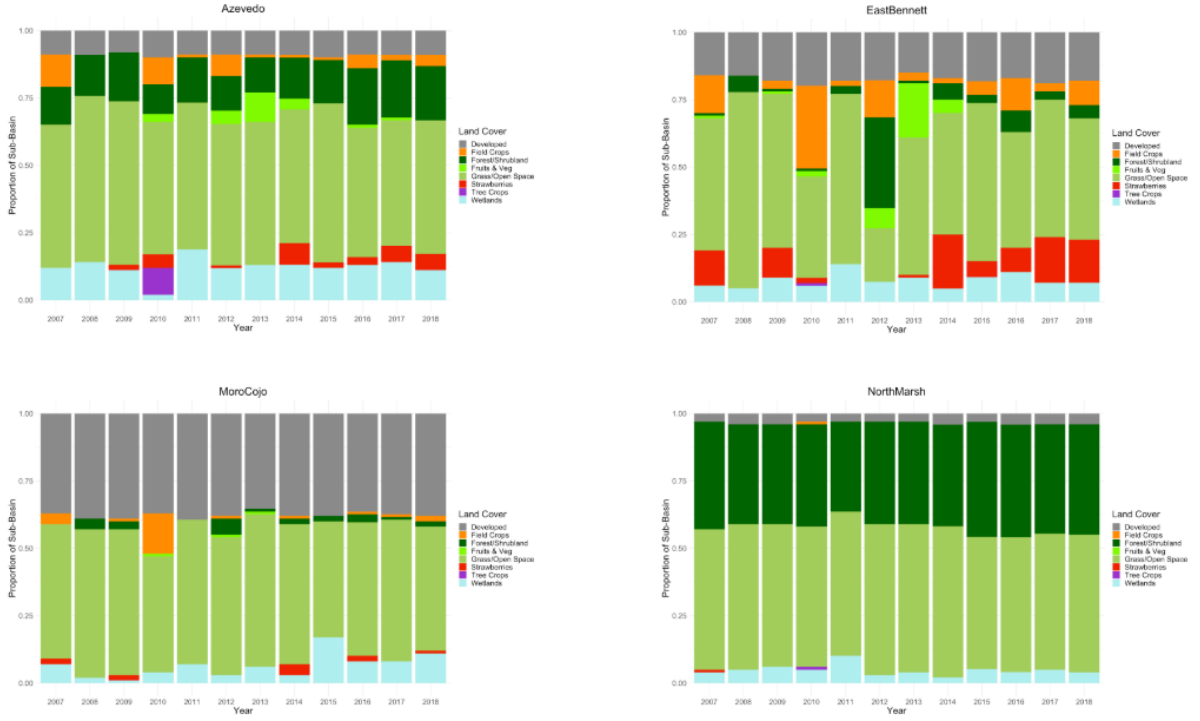 Azevedo
1.00
0.75
0.50
0.25
0.00
Proportion of Sub-Basin
2007 2008 2009 2010 2011 2012 2013 2014 2015 2016 2017 2018
Year
Land Cover
Developed
Field Crops
Forest/Shrubland
Fruits & Veg
Grass/Open Space
Strawberries
Tree Crops
Wetlands
EastBennett
1.00
0.75
0.50
0.25
0.00
Proportion of Sub-Basin
2007 2008 2009 2010 2011 2012 2013 2014 2015 2016 2017 2018
Year
Land Cover
Developed
Field Crops
Forest/Shrubland
Fruits & Veg
Grass/Open Space
Strawberries
Tree Crops
Wetlands
MoroCojo
1.00
0.75
0.50
0.25
0.00
Proportion of Sub-Basin
2007 2008 2009 2010 2011 2012 2013 2014 2015 2016 2017 2018
Year
Land Cover
Developed
Field Crops
Forest/Shrubland
Fruits & Veg
Grass/Open Space
Strawberries
Tree Crops
Wetlands
NorthMarsh
1.00
0.75
0.50
0.25
0.00
Proportion of Sub-Basin
2007 2008 2009 2010 2011 2012 2013 2014 2015 2016 2017 2018
Year
Land Cover
Developed
Field Crops
Forest/Shrubland
Fruits & Veg
Grass/Open Space
Strawberries
Tree Crops
Wetlands